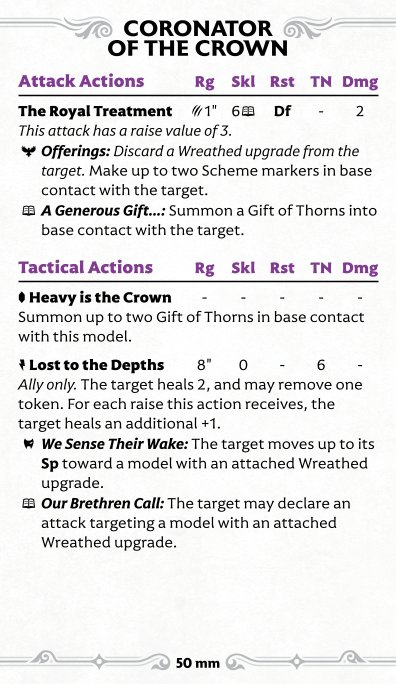 CORONATOR
OF THE CROWN
Attack Actions Rg Skl Rst TN Dmg
The Royal Treatment 1" 6 Df - 2
This attack has a raise value of 3.
Offerings: Discard a Wreathed upgrade from the
target. Make up to two Scheme markers in base
contact with the target.
A Generous Gift...: Summon a Gift of Thorns into
base contact with the target.
Tactical Actions Rg Skl Rst TN Dmg
Heavy is the Crown - - - - -
Summon up to two Gift of Thorns in base contact
with this model.
Lost to the Depths 8" 0 - 6 -
Ally only. The target heals 2, and may remove one
token. For each raise this action receives, the
target heals an additional +1.
We Sense Their Wake: The target moves up to its
Sp toward a model with an attached Wreathed
upgrade.
Our Brethren Call: The target may declare an
attack targeting a model with an attached
Wreathed upgrade.
50 mm